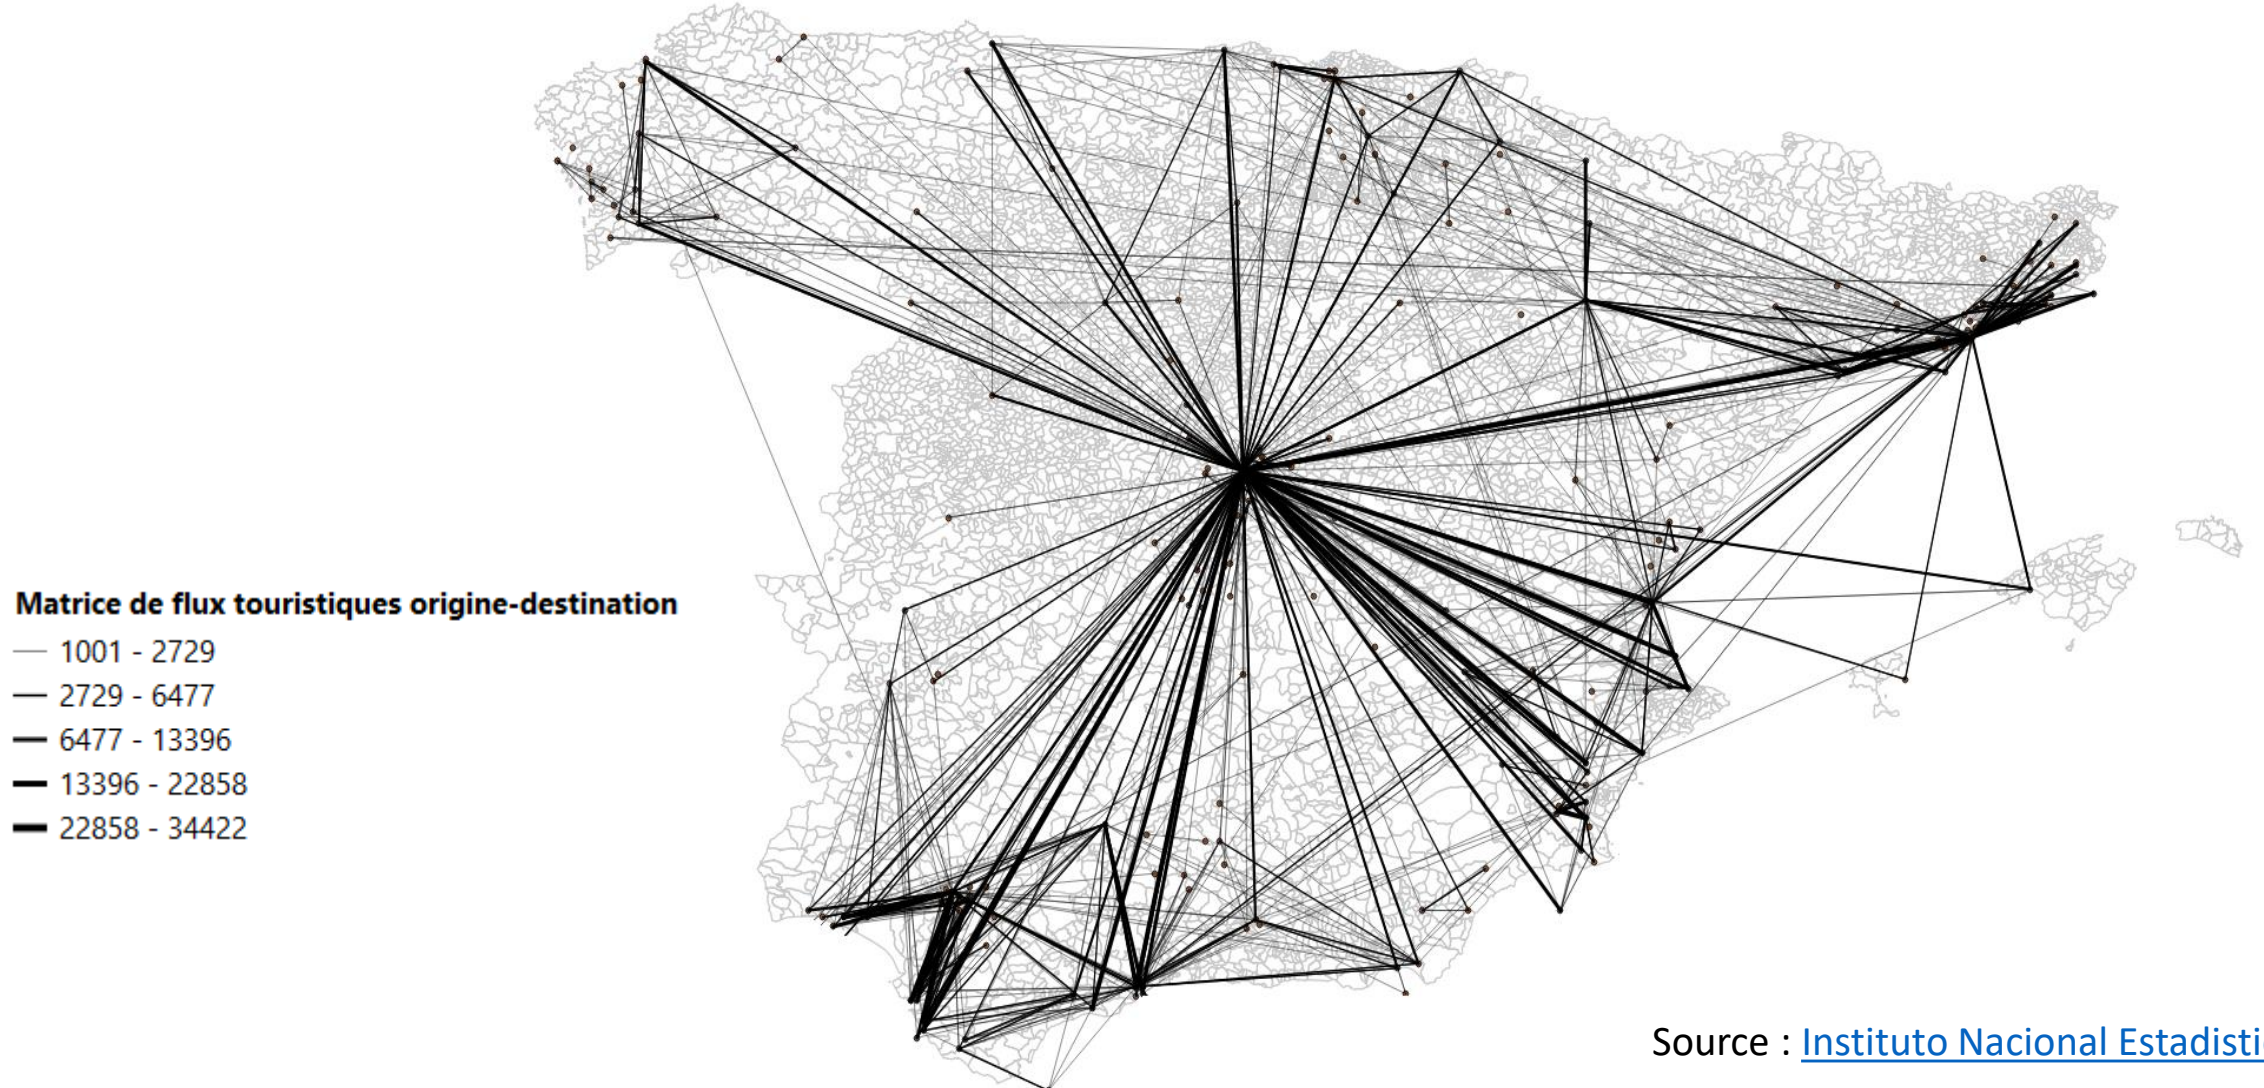 Matrice de flux touristiques origine-destination
1001 - 2729
2729 - 6477
6477 - 13396
13396 - 22858
22858 - 34422
Source : Instituto Nacional Estadisti